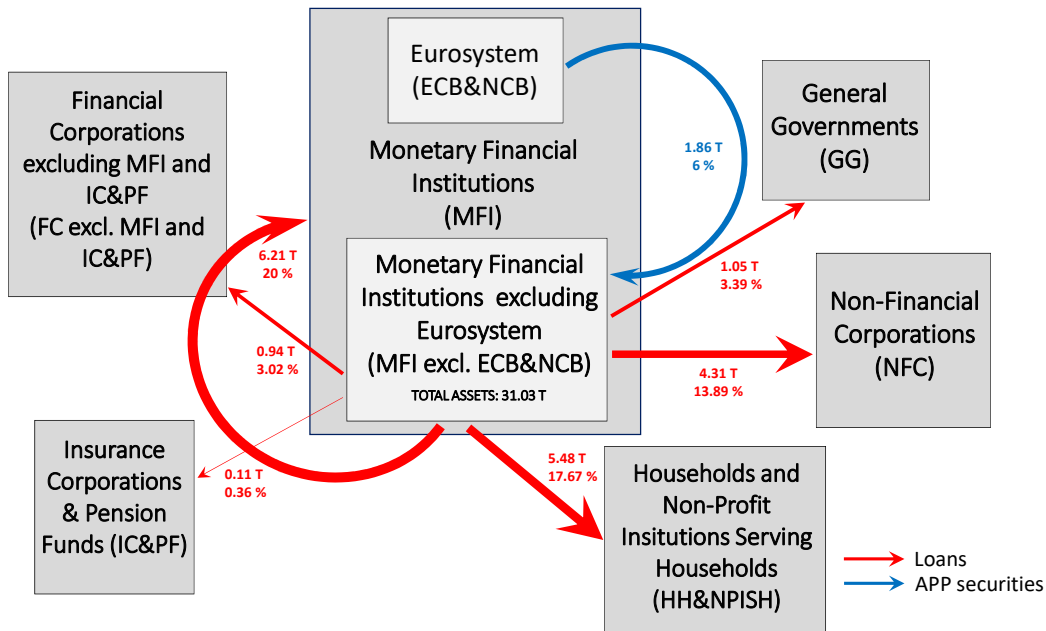 Eurosystem
(ECB&NCB)
Monetary Financial
Institutions
(MFI)
Monetary Financial
Institutions excluding
Eurosystem
(MFI excl. ECB&NCB)
TOTAL ASSETS: 31.03 T
Financial
Corporations
excluding MFI and
IC&PF
(FC excl. MFI and
IC&PF)
6.21 T
20 %
0.94 T
3.02 %
Insurance
Corporations
& Pension
Funds (IC&PF)
0.11 T
0.36 %
1.86 T
6 %
General
Governments
(GG)
1.05 T
3.39 %
Non-Financial
Corporations
(NFC)
4.31 T
13.89 %
5.48 T
17.67 %
Households and
Non-Profit
Insitutions Serving
Households
(HH&NPISH)
Loans
APP securities